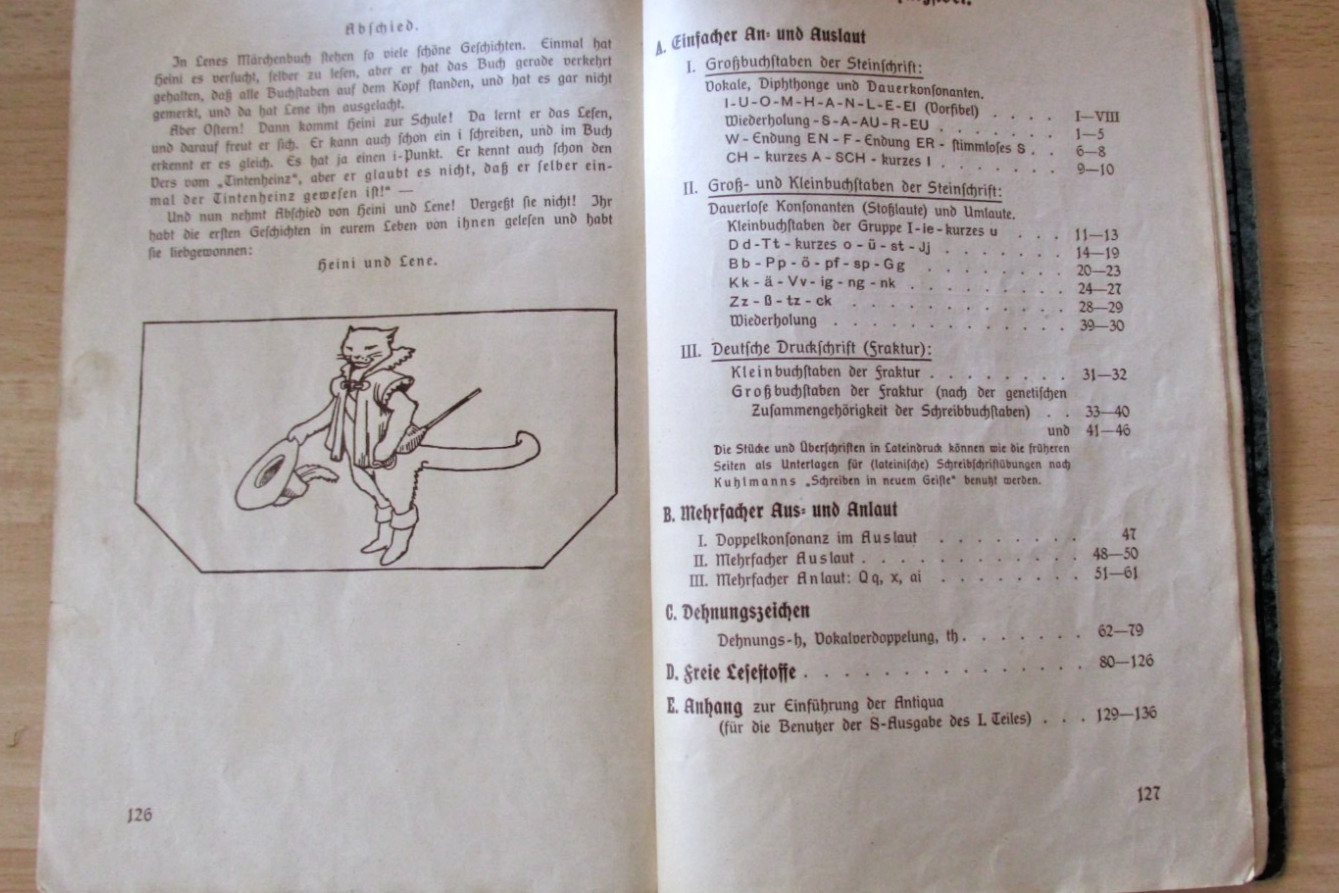 Abschied.
In Lenes Märchenbuch stehen so viele schöne Geschichten. Einmal hat
Heini es versucht, selber zu lesen, aber er hat das Buch gerade verkehrt
gehalten, daß alle Buchstaben auf dem Kopf standen, und hat es gar nicht
gemerkt, und da hat Lene ihn ausgelacht.
Aber Ostern! Dann kommt Heini zur Schule! Da lernt er das Lesen,
und darauf freut er sich. Er kann auch schon ein i schreiben, und im Buch
erkennt er es gleich. Es hat ja einen i-Punkt. Er kennt auch schon den
Vers vom „Tintenheinz“, aber er glaubt es nicht, daß er selber ein-
mal der Tintenheinz gewesen ist!“ —
Und nun nehmt Abschied von Heini und Lene! Vergeßt sie nicht! Ihr
habt die ersten Geschichten in eurem Leben von ihnen gelesen und habt
sie liebgewonnen:
Heini und Lene.
126
A. Einfacher An- und Auslaut
I. Großbuchstaben der Steinschrift:
Vokale, Diphthonge und Dauerkonsonanten.
I-U-O-M-H-A-N-L-E-EI (Vorfibel) . . . . I—VIII
Wiederholung - S - A - AU - R - EU . . . . . . . 1—5
W - Endung EN - F - Endung ER - stimmloses S . . 6—8
CH - kurzes A - SCH - kurzes I . . . . . . . 9—10
II. Groß- und Kleinbuchstaben der Steinschrift:
Dauerlose Konsonanten (Stoßlaute) und Umlaute.
Kleinbuchstaben der Gruppe I - ie - kurzes u . . . 11—13
Dd - Tt - kurzes o - ü - st - Jj . . . . . . . 14—19
Bb - Pp - ö - pf - sp - Gg . . . . . . . . 20—23
Kk - ä - Vv - ig - ng - nk . . . . . . . . . 24—27
Zz - ß - tz - ck . . . . . . . . . . . . 28—29
Wiederholung . . . . . . . . . . . . . 39—30
III. Deutsche Druckschrift (Fraktur):
Kleinbuchstaben der Fraktur . . . . . . . . 31—32
Großbuchstaben der Fraktur (nach der genetischen
Zusammengehörigkeit der Schreibbuchstaben) . . 33—40
und 41—46
Die Stücke und Überschriften in Lateindruck können wie die früheren
Seiten als Unterlagen für (lateinische) Schreibschriftübungen nach
Kuhlmanns „Schreiben in neuem Geiste“ benutzt werden.
B. Mehrfacher Aus- und Anlaut
I. Doppelkonsonanz im Auslaut . . . . . . . . 47
II. Mehrfacher Auslaut . . . . . . . . . . . . 48—50
III. Mehrfacher Anlaut: Qq, x, ai . . . . . . . . 51—61
C. Dehnungszeichen
Dehnungs-h, Vokalverdoppelung, th . . . . . . . 62—79
D. Freie Lesestoffe . . . . . . . . . . . . . . . . 80—126
E. Anhang zur Einführung der Antiqua
(für die Benutzer der S-Ausgabe des I. Teiles) . . . 129—136
127